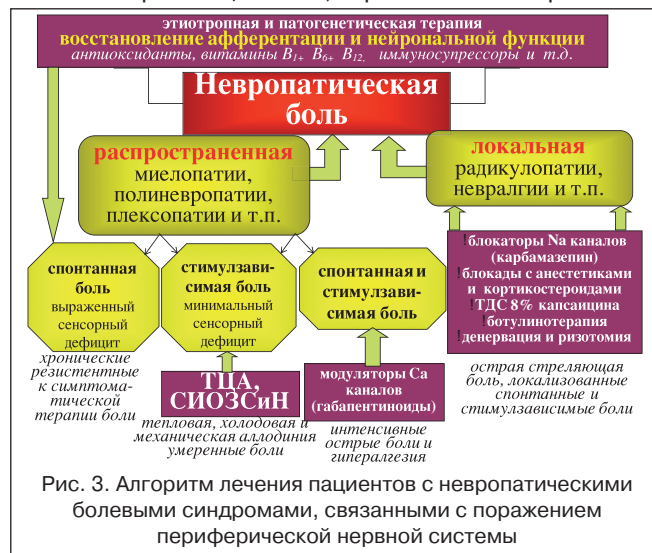 этиотропная и патогенетическая терапия
восстановление афферентации и нейрональной функции
антиоксиданты, витамины В1+ В6+ В12, иммуносупрессоры и т.д.
Невропатическая
боль
распространенная
миелопатии,
полиневропатии,
плексопатии и т.п.
локальная
радикулопатии,
невралгии и т.п.
спонтанная
боль
выраженный
сенсорный
дефицит
хронические
резистентные
к симптома-
тической
терапии боли
стимулзави-
симая боль
минимальный
сенсорный
дефицит
ТЦА,
СИОЗСиН
тепловая, холодовая и
механическая аллодиния
умеренные боли
спонтанная и
стимулзави-
симая боль
модуляторы Са
каналов
(габапентиноиды)
интенсивные
острые боли и
гипералгезия
!блокаторы Na каналов
(карбамазепин)
!блокады с анестетиками
и кортикостероидами
!ТДС 8% капсаицина
!ботулинотерапия
!денервация и ризотомия
острая стреляющая
боль, локализованные
спонтанные и
стимулзависимые боли
Рис. 3. Алгоритм лечения пациентов с невропатическими
болевыми синдромами, связанными с поражением
периферической нервной системы